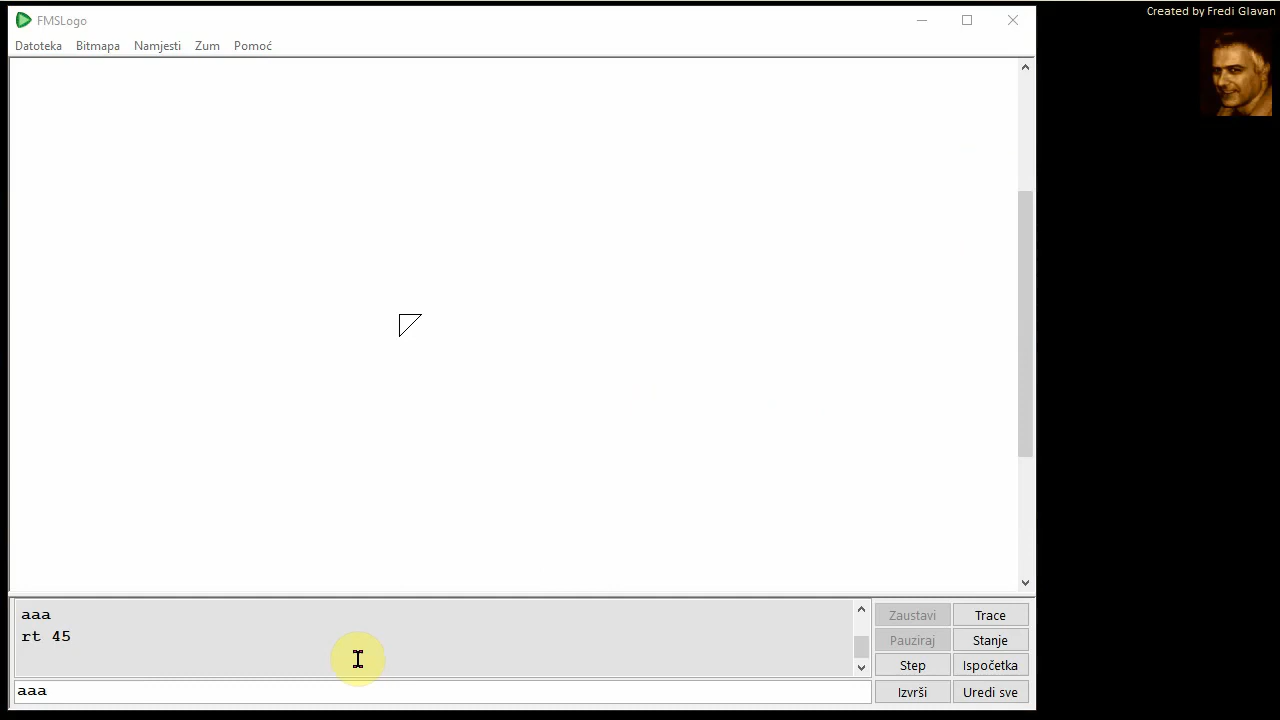 Created by Fredi Glavan
FMSLogo
Datoteka Bitmapa Namjesti Zum Pomoć
aaa
rt 45
aaa
Zaustavi Trace
Pauziraj Stanje
Step Ispočetka
Izvrši Uredi sve